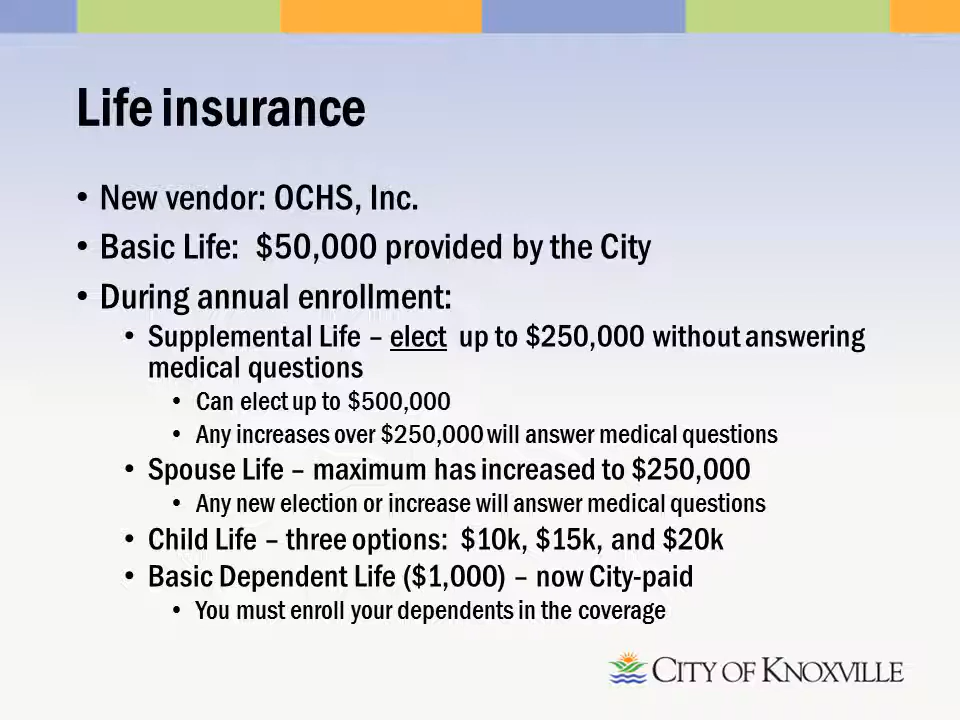 Life insurance
• New vendor: OCHS, Inc.
• Basic Life:  $50,000 provided by the City
• During annual enrollment:
• Supplemental Life – elect  up to $250,000 without answering
medical questions
• Can elect up to $500,000
• Any increases over $250,000 will answer medical questions
• Spouse Life – maximum has increased to $250,000
• Any new election or increase will answer medical questions
• Child Life – three options:  $10k, $15k, and $20k
• Basic Dependent Life ($1,000) – now City-paid
• You must enroll your dependents in the coverage
CITY OF KNOXVILLE